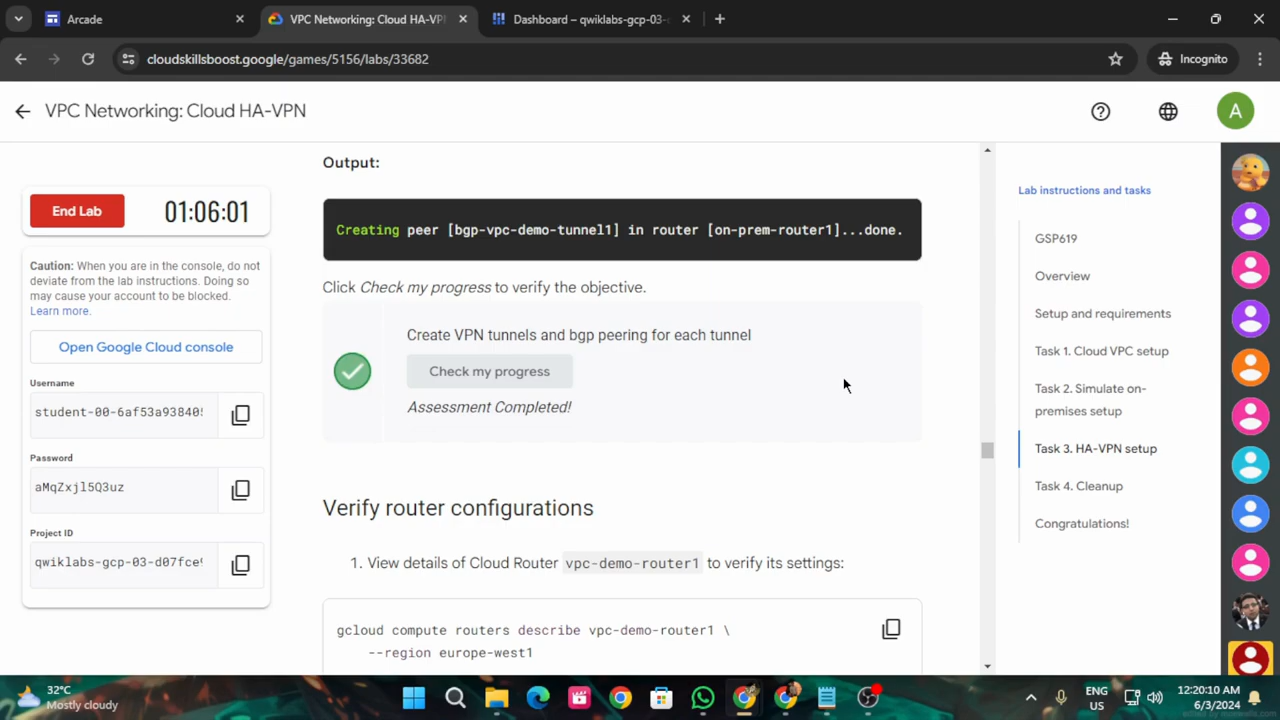 Arcade
VPC Networking: Cloud HA-VPN
Dashboard – qwiklabs-gcp-03-
cloudskillsboost.google/games/5156/labs/33682
Incognito
VPC Networking: Cloud HA-VPN
A
End Lab
01:06:01
Caution: When you are in the console, do not
deviate from the lab instructions. Doing so
may cause your account to be blocked.
Learn more.
Open Google Cloud console
Username
student-00-6af53a93840
Password
aMqZxjl5Q3uz
Project ID
qwiklabs-gcp-03-d07fce
Output:
Creating peer [bgp-vpc-demo-tunnel1] in router [on-prem-router1]...done.
Click Check my progress to verify the objective.
Create VPN tunnels and bgp peering for each tunnel
Check my progress
Assessment Completed!
Verify router configurations
1. View details of Cloud Router vpc-demo-router1 to verify its settings:
gcloud compute routers describe vpc-demo-router1 \
--region europe-west1
Lab instructions and tasks
GSP619
Overview
Setup and requirements
Task 1. Cloud VPC setup
Task 2. Simulate on-
premises setup
Task 3. HA-VPN setup
Task 4. Cleanup
Congratulations!
32°C
Mostly cloudy
ENG
US
12:20:10 AM
6/3/2024